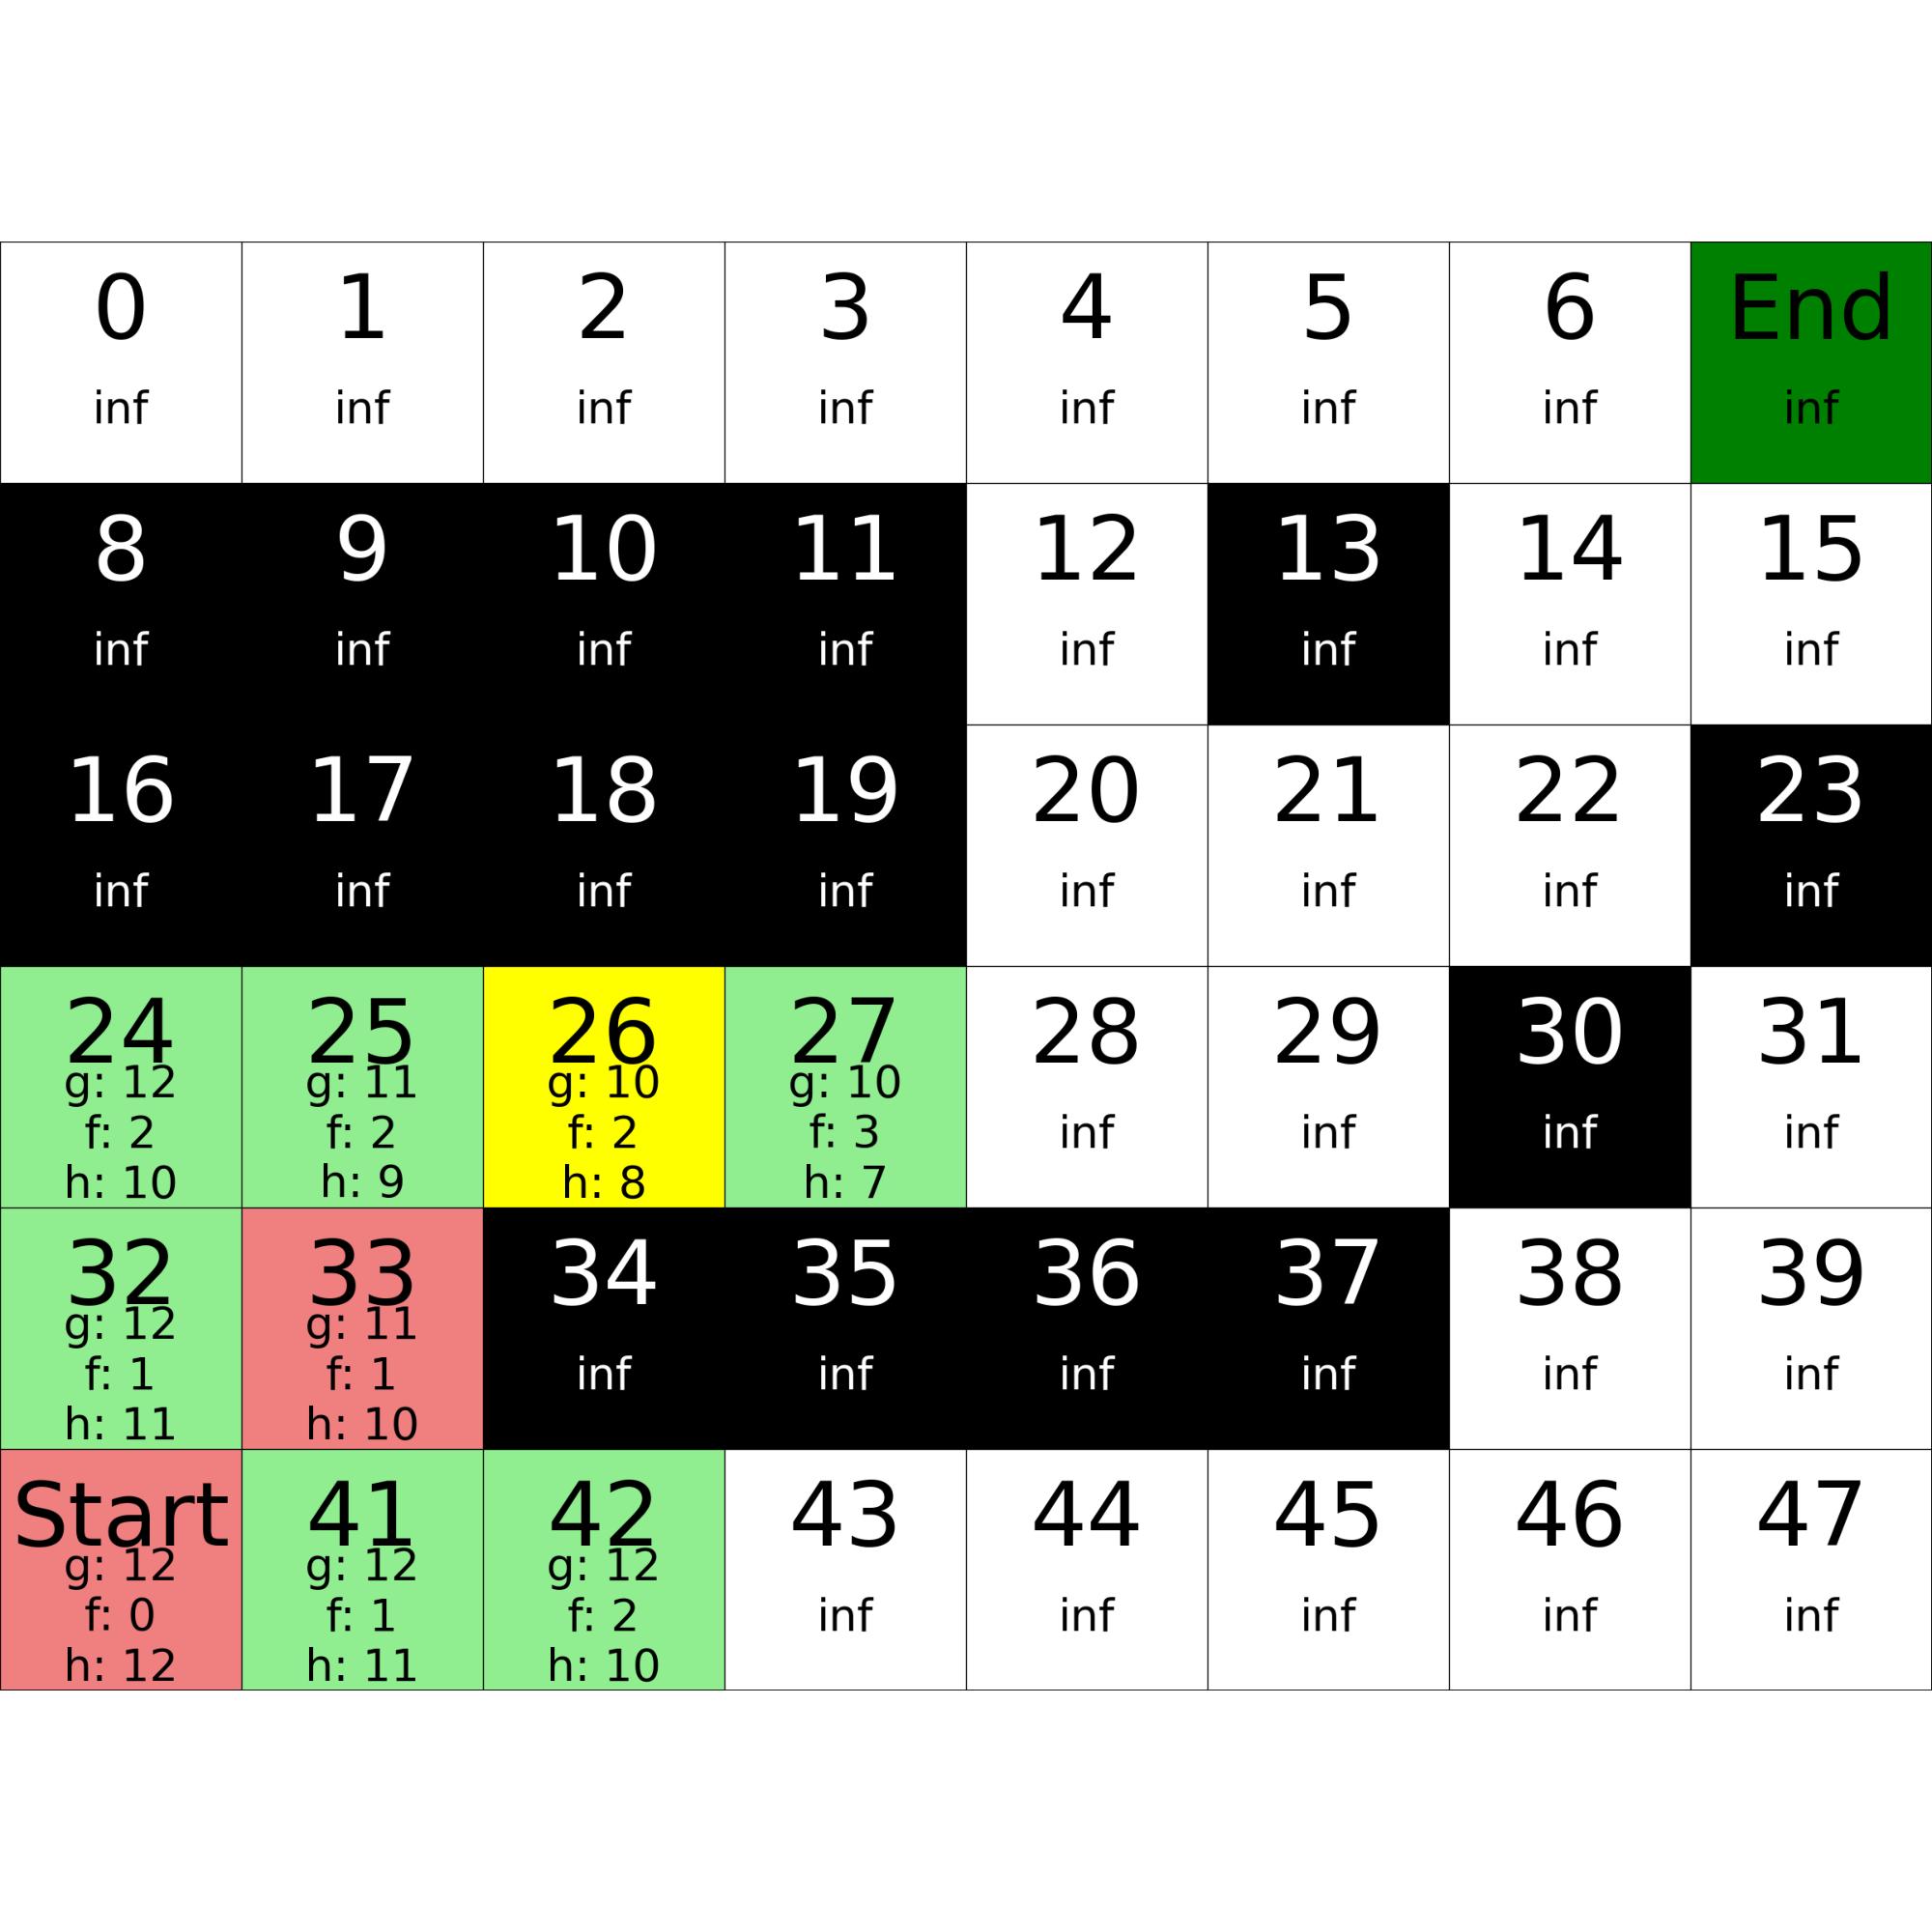 0 1 2 3 4 5 6 End
inf inf inf inf inf inf inf inf
8 9 10 11 12 13 14 15
inf inf inf inf inf inf inf inf
16 17 18 19 20 21 22 23
inf inf inf inf inf inf inf inf
24 25 26 27 28 29 30 31
g: 12 g: 11 g: 10 g: 10
f: 2 f: 2 f: 2 f: 3 inf inf inf inf
h: 10 h: 9 h: 8 h: 7
32 33 34 35 36 37 38 39
g: 12 g: 11
f: 1 f: 1 inf inf inf inf inf inf
h: 11 h: 10
Start 41 42 43 44 45 46 47
g: 12 g: 12 g: 12
f: 0 f: 1 f: 2 inf inf inf inf inf
h: 12 h: 11 h: 10